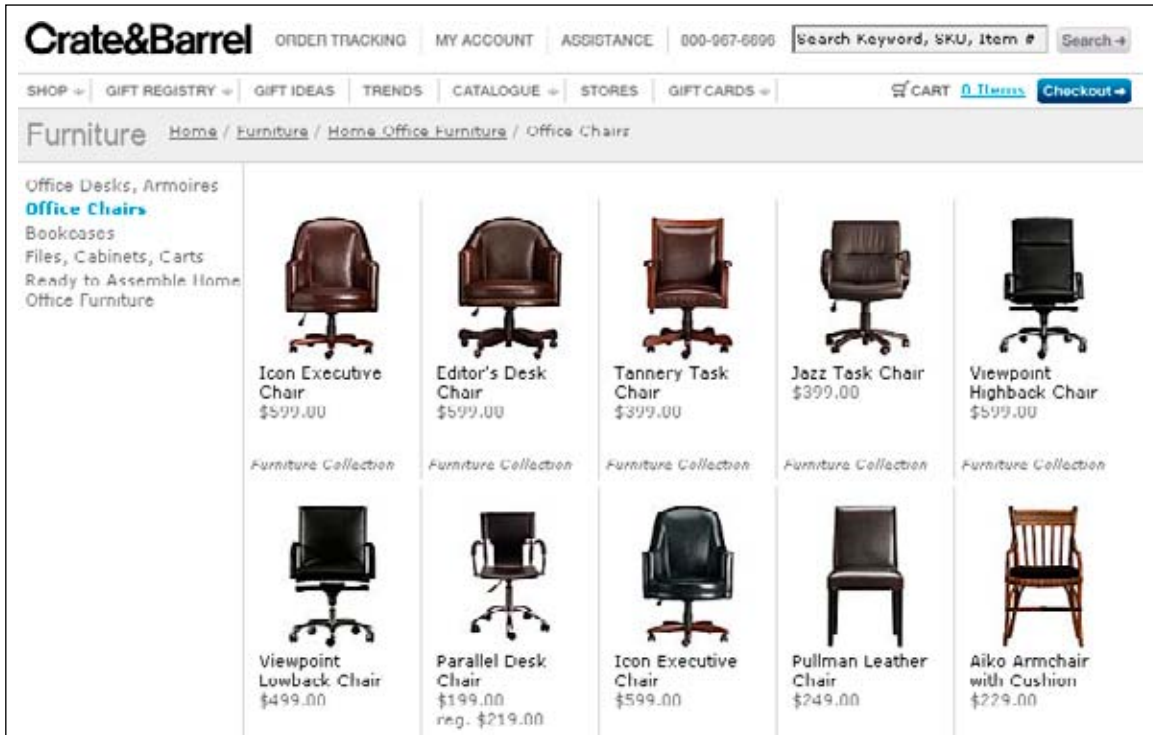 Crate&Barrel ORDER TRACKING MY ACCOUNT ASSISTANCE 800-967-6696 Search Keyword, SKU, Item # Search
SHOP GIFT REGISTRY GIFT IDEAS TRENDS CATALOGUE STORES GIFT CARDS CART 0 Items Checkout
Furniture Home / Furniture / Home Office Furniture / Office Chairs
Office Desks, Armoires
Office Chairs
Bookcases
Files, Cabinets, Carts
Ready to Assemble Home
Office Furniture
Icon Executive
Chair
$599.00
Furniture Collection
Editor's Desk
Chair
$599.00
Furniture Collection
Tannery Task
Chair
$399.00
Furniture Collection
Jazz Task Chair
$399.00
Furniture Collection
Viewpoint
Highback Chair
$599.00
Furniture Collection
Viewpoint
Lowback Chair
$499.00
Parallel Desk
Chair
$199.00
reg. $219.00
Icon Executive
Chair
$599.00
Pullman Leather
Chair
$249.00
Aiko Armchair
with Cushion
$229.00